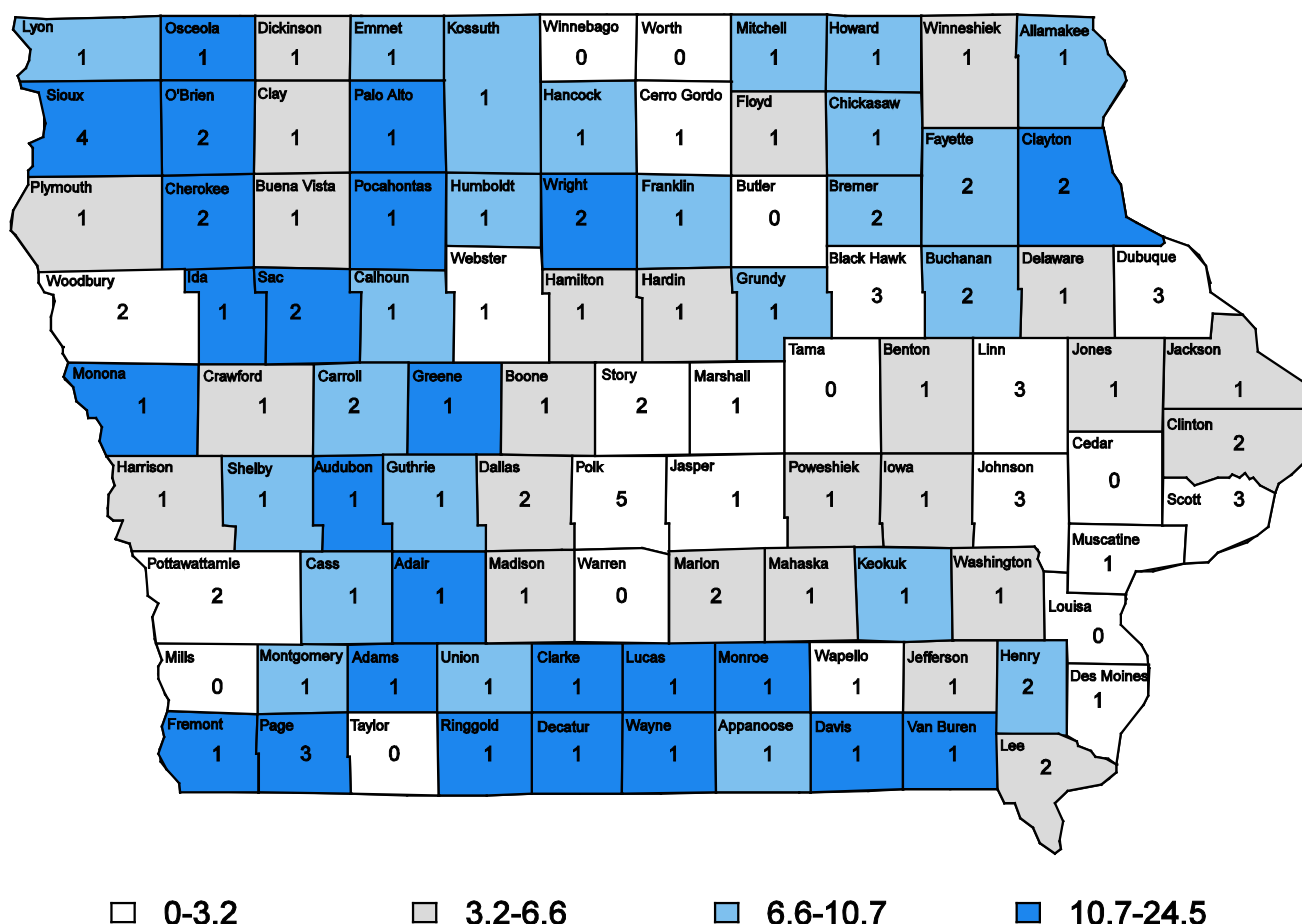 Lyon Osceola Dickinson Emmet Kossuth Winnebago Worth Mitchell Howard Winneshiek Allamakee
1 1 1 1 0 0 1 1 1 1
Sioux O'Brien Clay Palo Alto 1 Hancock Cerro Gordo Floyd Chickasaw
4 2 1 1 1 1 1 1
Fayette Clayton
2 2
Plymouth Cherokee Buena Vista Pocahontas Humboldt Wright Franklin Butler Bremer
1 2 1 1 1 2 1 0 2
Woodbury Ida Sac Calhoun Webster Hamilton Hardin Grundy Black Hawk Buchanan Delaware Dubuque
2 1 2 1 1 1 1 1 3 2 1 3
Tama Benton Linn Jones Jackson
0 1 3 1 1
Monona Crawford Carroll Greene Boone Story Marshall
1 1 2 1 1 2 1
Clinton
2
Cedar
0
Harrison Shelby Audubon Guthrie Dallas Polk Jasper Poweshiek Iowa Johnson Scott
1 1 1 1 2 5 1 1 1 3 3
Muscatine
1
Pottawattamie Cass Adair Madison Warren Marion Mahaska Keokuk Washington
2 1 1 1 0 2 1 1 1
Louisa
0
Mills Montgomery Adams Union Clarke Lucas Monroe Wapello Jefferson Henry Des Moines
0 1 1 1 1 1 1 1 1 2 1
Fremont Page Taylor Ringgold Decatur Wayne Appanoose Davis Van Buren Lee
1 3 0 1 1 1 1 1 1 2
0-3.2 3.2-6.6 6.6-10.7 10.7-24.5